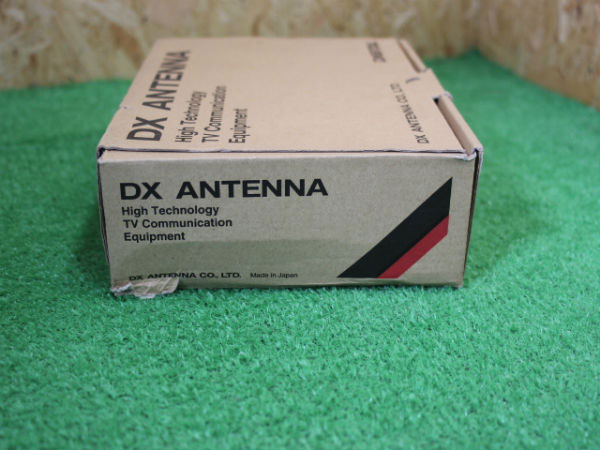 DX ANTENNA
High Technology
TV Communication
Equipment
DX ANTENNA CO., LTD.
DX ANTENNA
High Technology
TV Communication
Equipment
DX ANTENNA CO., LTD. Made in Japan